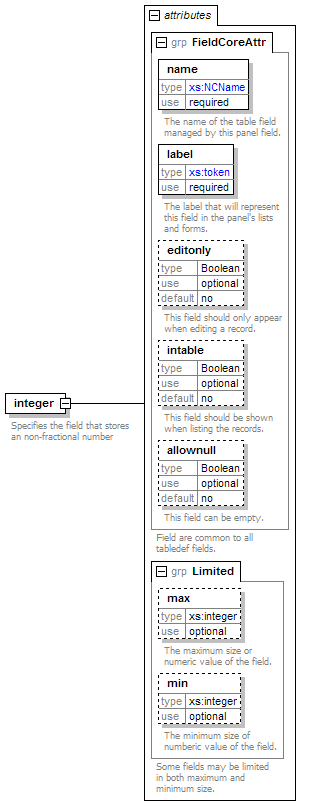 attributes
grp FieldCoreAttr
name
type xs:NCName
use required
The name of the table field
managed by this panel field.
label
type xs:token
use required
The label that will represent
this field in the panel's lists
and forms.
editonly
type Boolean
use optional
default no
This field should only appear
when editing a record.
intable
type Boolean
use optional
default no
This field should be shown
when listing the records.
allownull
type Boolean
use optional
default no
This field can be empty.
Field are common to all
tabledef fields.
integer
Specifies the field that stores
an non-fractional number
grp Limited
max
type xs:integer
use optional
The maximum size or
numeric value of the field.
min
type xs:integer
use optional
The minimum size of
numberic value of the field.
Some fields may be limited
in both maximum and
minimum size.